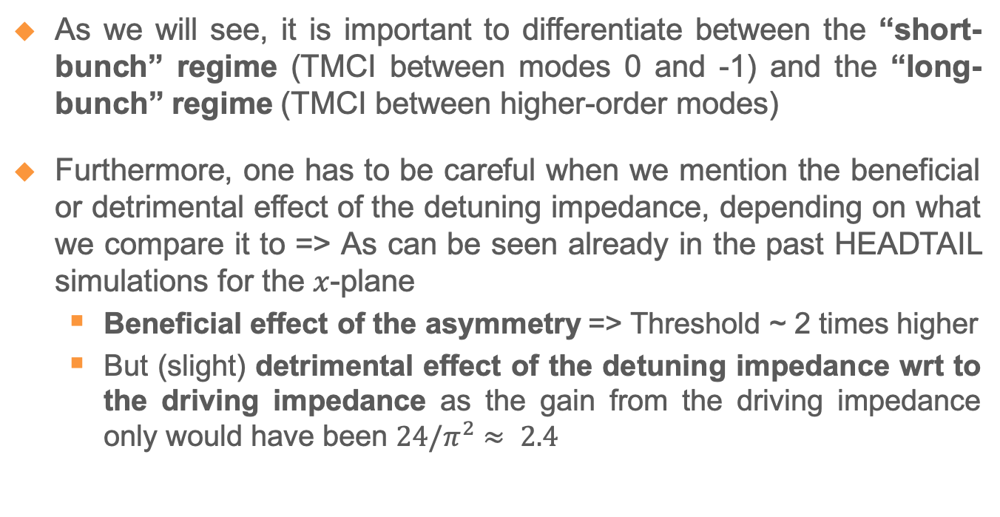 As we will see, it is important to differentiate between the “short-
bunch” regime (TMCI between modes 0 and -1) and the “long-
bunch” regime (TMCI between higher-order modes)
Furthermore, one has to be careful when we mention the beneficial
or detrimental effect of the detuning impedance, depending on what
we compare it to => As can be seen already in the past HEADTAIL
simulations for the x-plane
Beneficial effect of the asymmetry => Threshold ~ 2 times higher
But (slight) detrimental effect of the detuning impedance wrt to
the driving impedance as the gain from the driving impedance
only would have been 24/π² ≈ 2.4